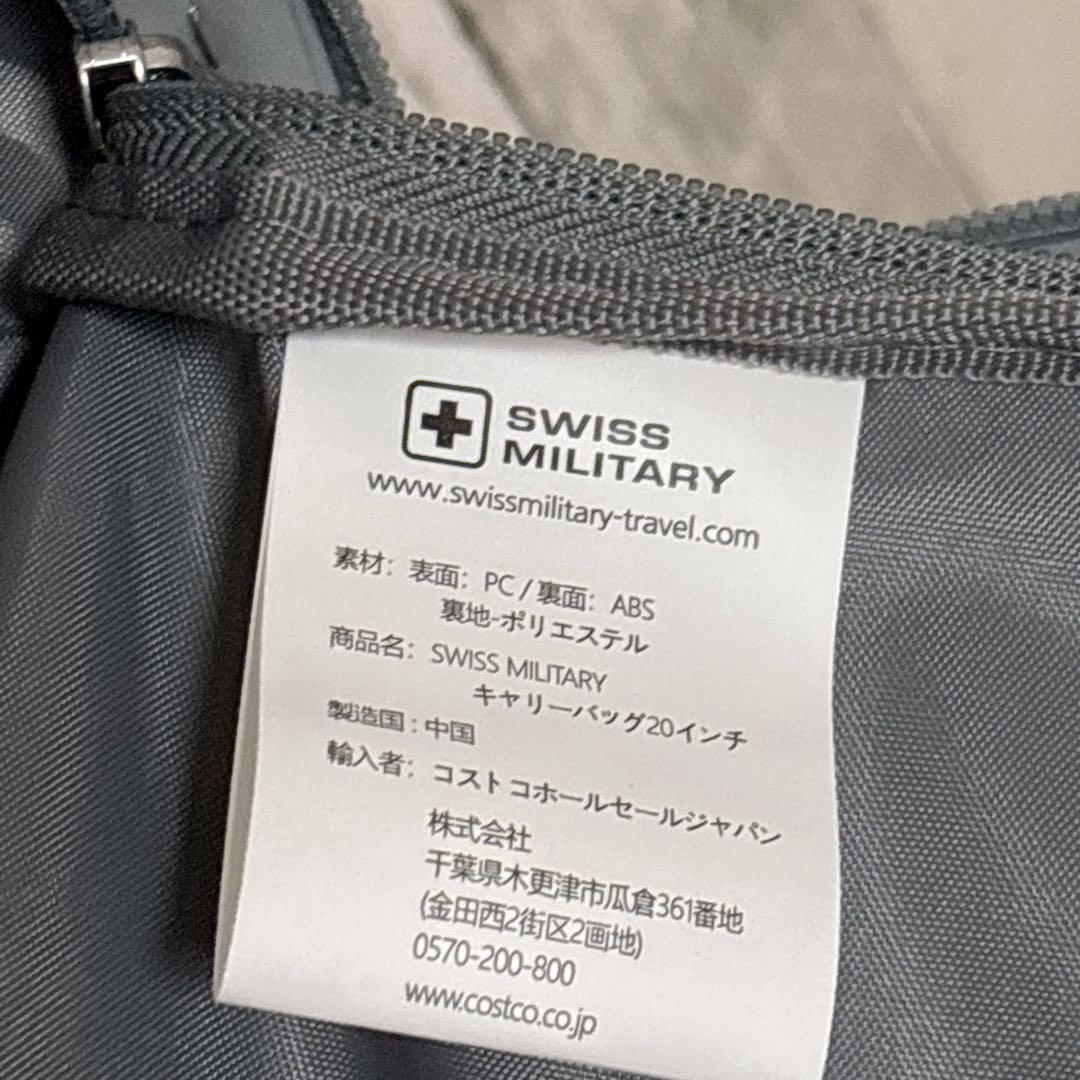 SWISS
MILITARY
www.swissmilitary-travel.com
素材：表面：PC / 裏面：ABS
裏地-ポリエステル
商品名：SWISS MILITARY
キャリーバッグ20インチ
製造国：中国
輸入者：コストコホールセールジャパン
株式会社
千葉県木更津市瓜倉361番地
(金田西2街区2画地)
0570-200-800
www.costco.co.jp